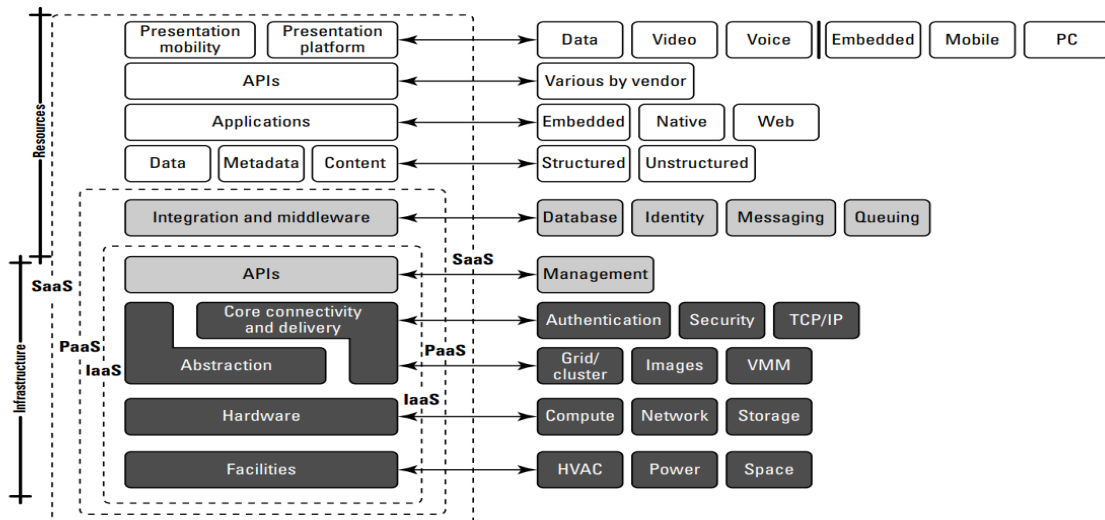 Presentation mobility
Presentation platform
Data
Video
Voice
Embedded
Mobile
PC
APIs
Various by vendor
Applications
Embedded
Native
Web
Data
Metadata
Content
Structured
Unstructured
Resources
Integration and middleware
Database
Identity
Messaging
Queuing
APIs
SaaS
Management
SaaS
Core connectivity and delivery
Authentication
Security
TCP/IP
PaaS
IaaS
Abstraction
PaaS
Grid/cluster
Images
VMM
Infrastructure
Hardware
IaaS
Compute
Network
Storage
Facilities
HVAC
Power
Space